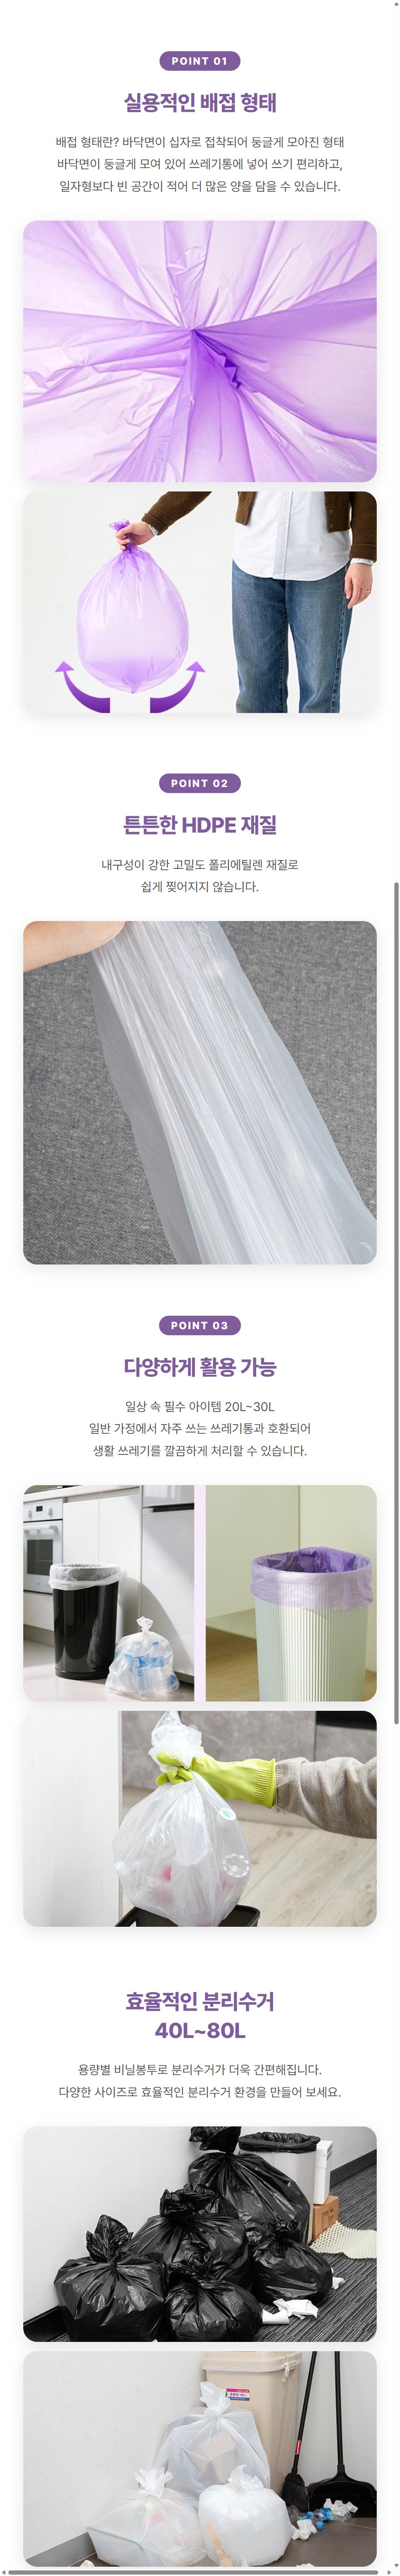 POINT 01
실용적인 배접 형태
배접 형태란? 바닥면이 십자로 접착되어 둥글게 모아진 형태
바닥면이 둥글게 모여 있어 쓰레기통에 넣어 쓰기 편리하고,
일자형보다 빈 공간이 적어 더 많은 양을 담을 수 있습니다.
POINT 02
튼튼한 HDPE 재질
내구성이 강한 고밀도 폴리에틸렌 재질로
쉽게 찢어지지 않습니다.
POINT 03
다양하게 활용 가능
일상 속 필수 아이템 20L~30L
일반 가정에서 자주 쓰는 쓰레기통과 호환되어
생활 쓰레기를 깔끔하게 처리할 수 있습니다.
효율적인 분리수거
40L~80L
용량별 비닐봉투로 분리수거가 더욱 간편해집니다.
다양한 사이즈로 효율적인 분리수거 환경을 만들어 보세요.